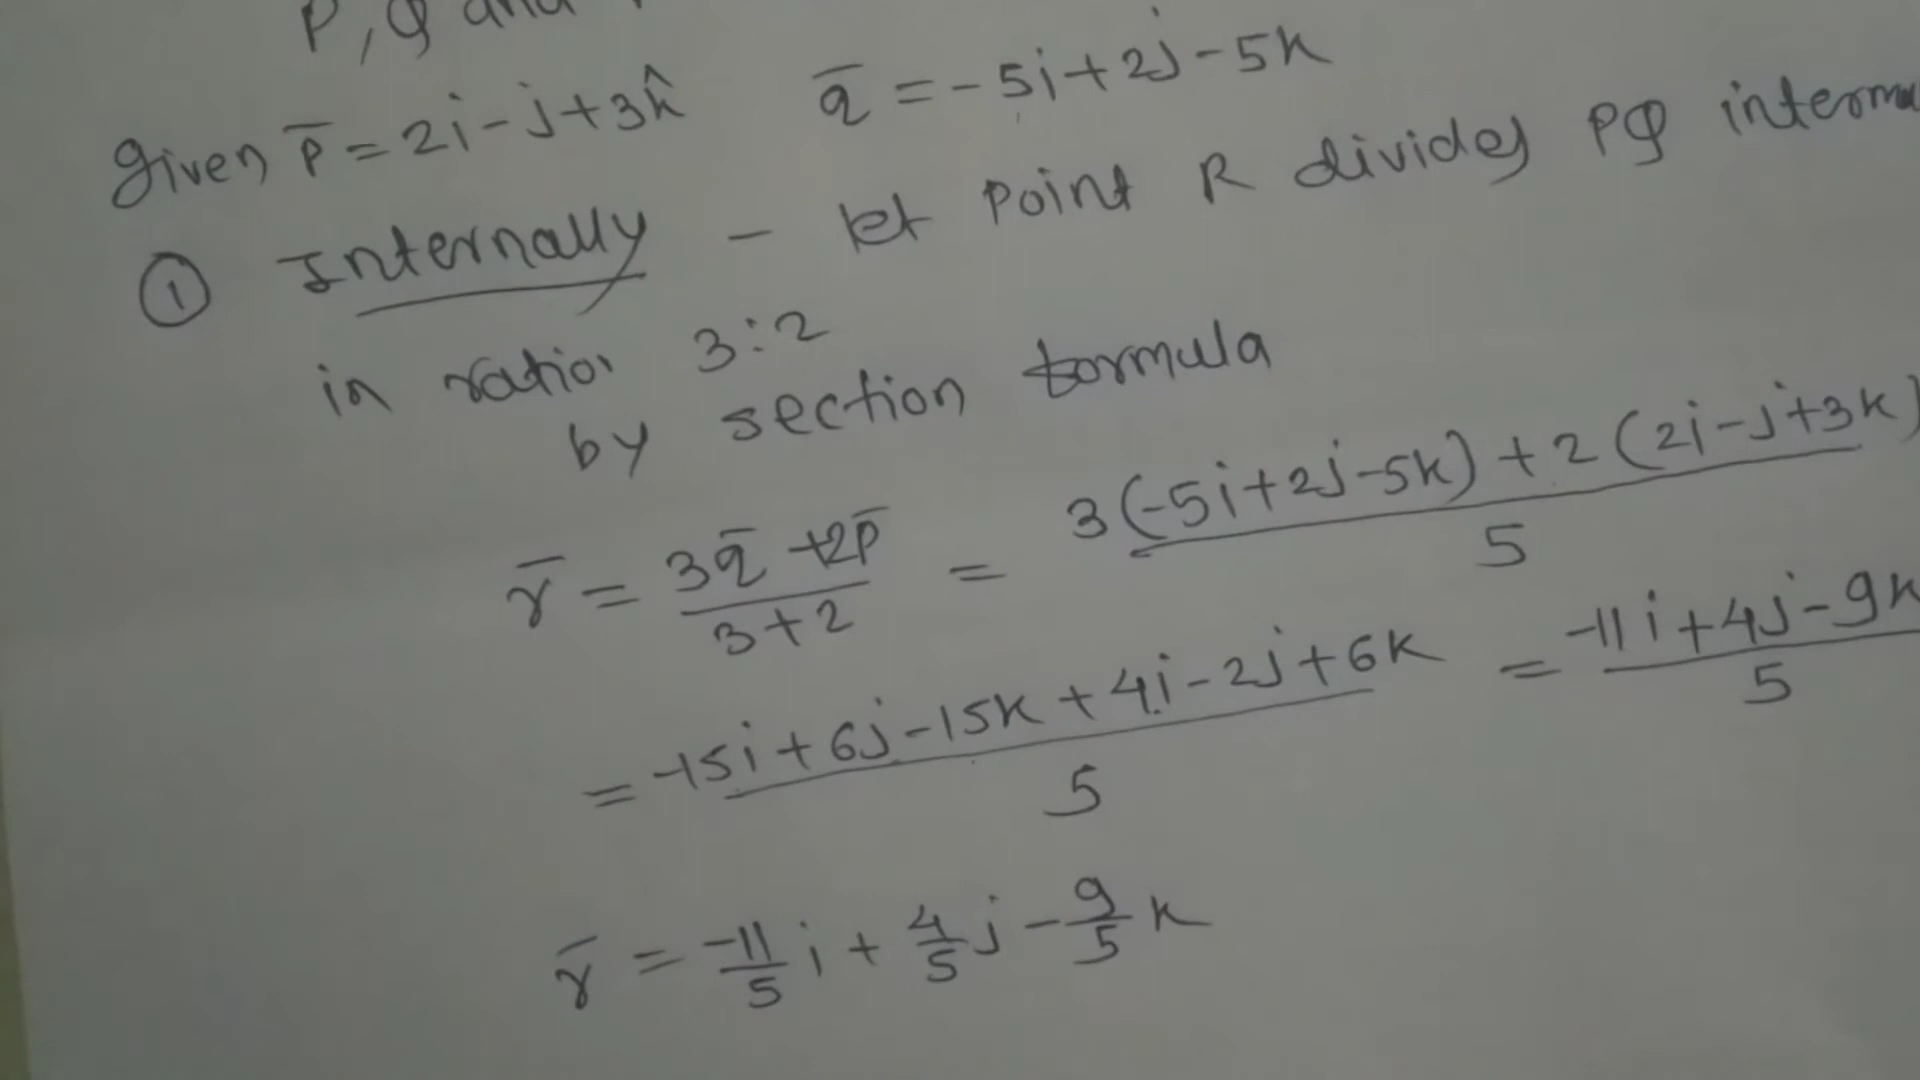 P, Q and
Given p̅ = 2i - j + 3k̂   q̅ = -5i + 2j - 5k
① Internally - let point R divides PQ
in ratio 3:2
by section formula
r̅ = (3q̅ + 2p̅)/(3+2) = (3(-5i+2j-5k) + 2(2i-j+3k))/5
= (-15i + 6j - 15k + 4i - 2j + 6k)/5 = (-11i + 4j - 9k)/5
r̅ = -11/5 i + 4/5 j - 9/5 k